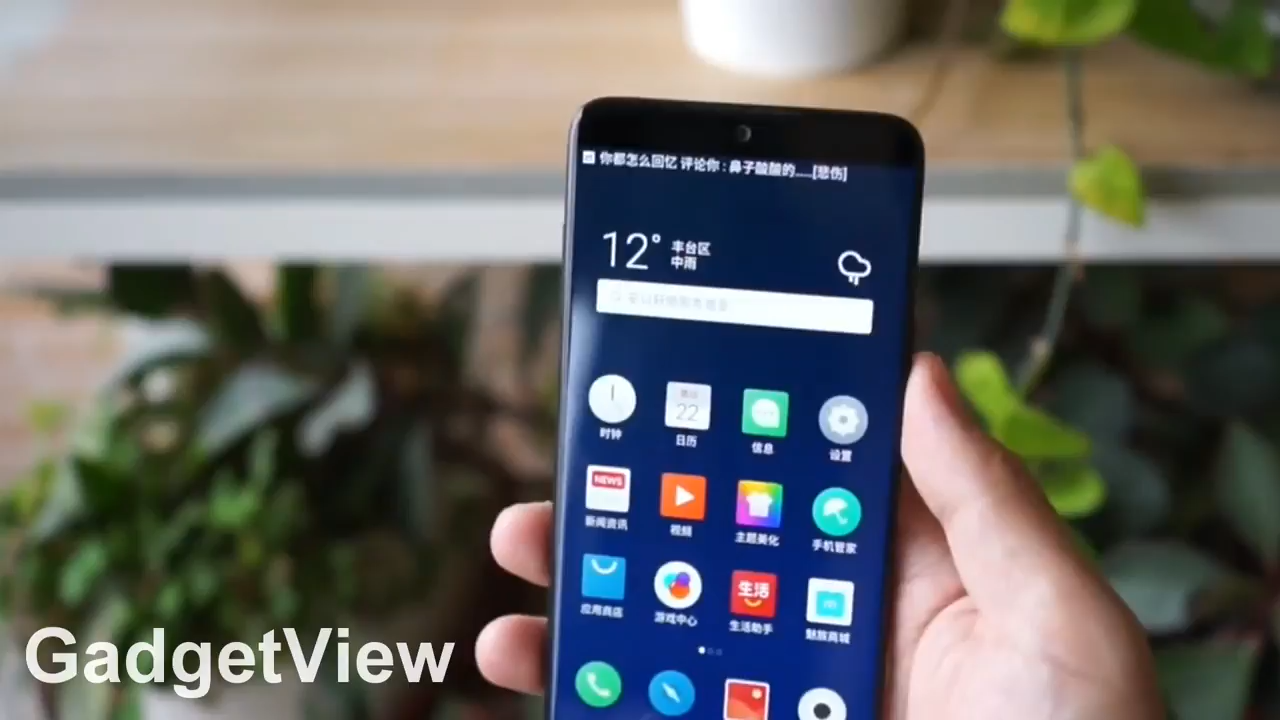 你都怎么回忆 评论你：鼻子酸酸的......[悲伤]
12° 丰台区
中雨
22
时钟 日历 信息 设置
NEWS
新闻资讯 视频 主题美化 手机管家
生活
应用商店 游戏中心 生活助手 魅族商城
GadgetView